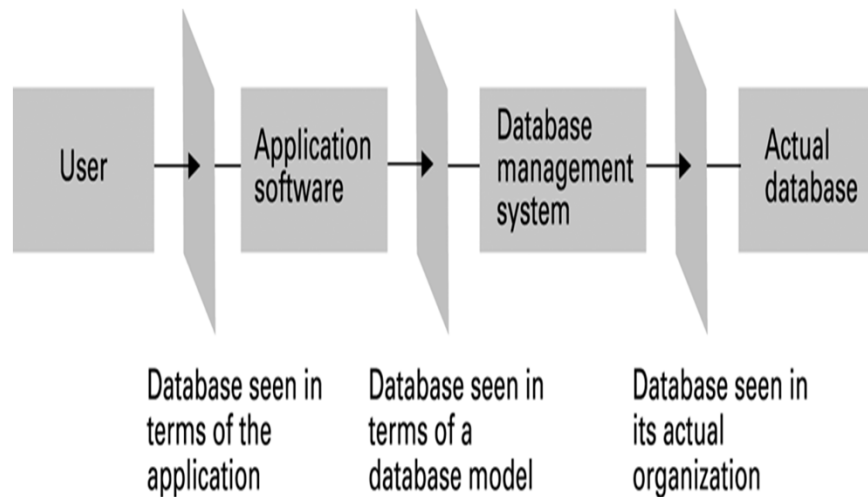 User
Application
software
Database
management
system
Actual
database
Database seen in
terms of the
application
Database seen in
terms of a
database model
Database seen in
its actual
organization